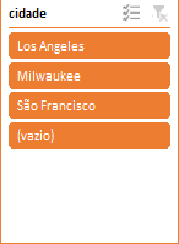 cidade
Los Angeles
Milwaukee
São Francisco
(vazio)